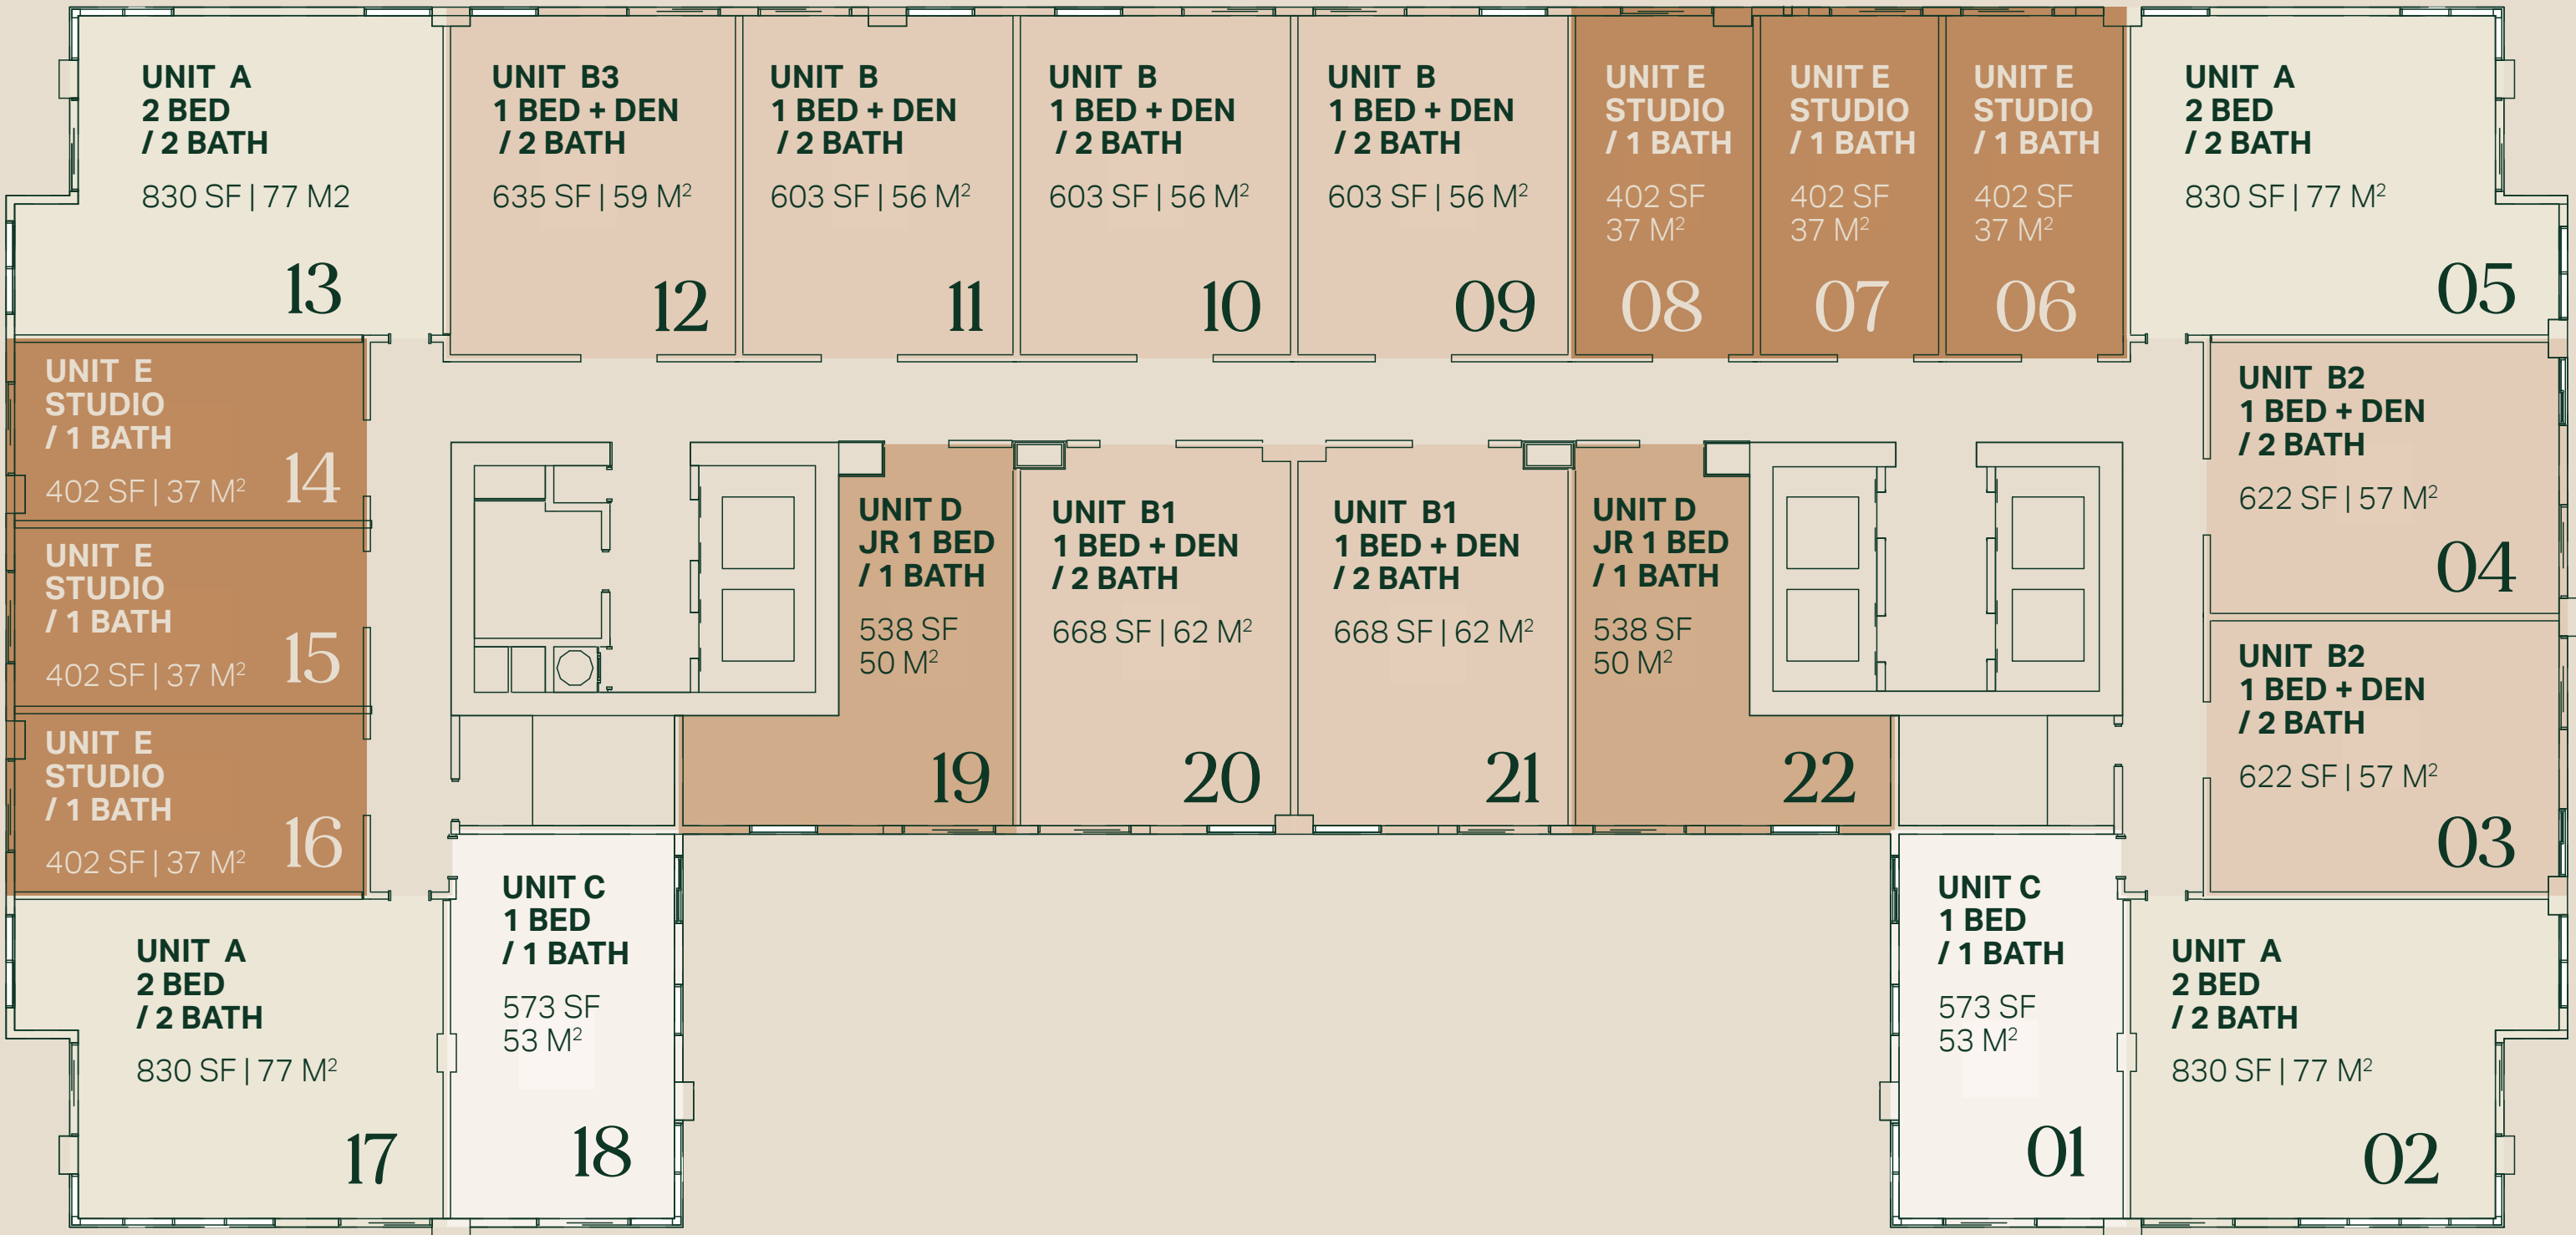 UNIT A
2 BED
/ 2 BATH
830 SF | 77 M2
13
UNIT B3
1 BED + DEN
/ 2 BATH
635 SF | 59 M²
12
UNIT B
1 BED + DEN
/ 2 BATH
603 SF | 56 M²
11
UNIT B
1 BED + DEN
/ 2 BATH
603 SF | 56 M²
10
UNIT B
1 BED + DEN
/ 2 BATH
603 SF | 56 M²
09
UNIT E
STUDIO
/ 1 BATH
402 SF
37 M²
08
UNIT E
STUDIO
/ 1 BATH
402 SF
37 M²
07
UNIT E
STUDIO
/ 1 BATH
402 SF
37 M²
06
UNIT A
2 BED
/ 2 BATH
830 SF | 77 M²
05
UNIT E
STUDIO
/ 1 BATH
402 SF | 37 M²
14
UNIT E
STUDIO
/ 1 BATH
402 SF | 37 M²
15
UNIT E
STUDIO
/ 1 BATH
402 SF | 37 M²
16
UNIT D
JR 1 BED
/ 1 BATH
538 SF
50 M²
19
UNIT B1
1 BED + DEN
/ 2 BATH
668 SF | 62 M²
20
UNIT B1
1 BED + DEN
/ 2 BATH
668 SF | 62 M²
21
UNIT D
JR 1 BED
/ 1 BATH
538 SF
50 M²
22
UNIT B2
1 BED + DEN
/ 2 BATH
622 SF | 57 M²
04
UNIT B2
1 BED + DEN
/ 2 BATH
622 SF | 57 M²
03
UNIT A
2 BED
/ 2 BATH
830 SF | 77 M²
17
UNIT C
1 BED
/ 1 BATH
573 SF
53 M²
18
UNIT C
1 BED
/ 1 BATH
573 SF
53 M²
01
UNIT A
2 BED
/ 2 BATH
830 SF | 77 M²
02